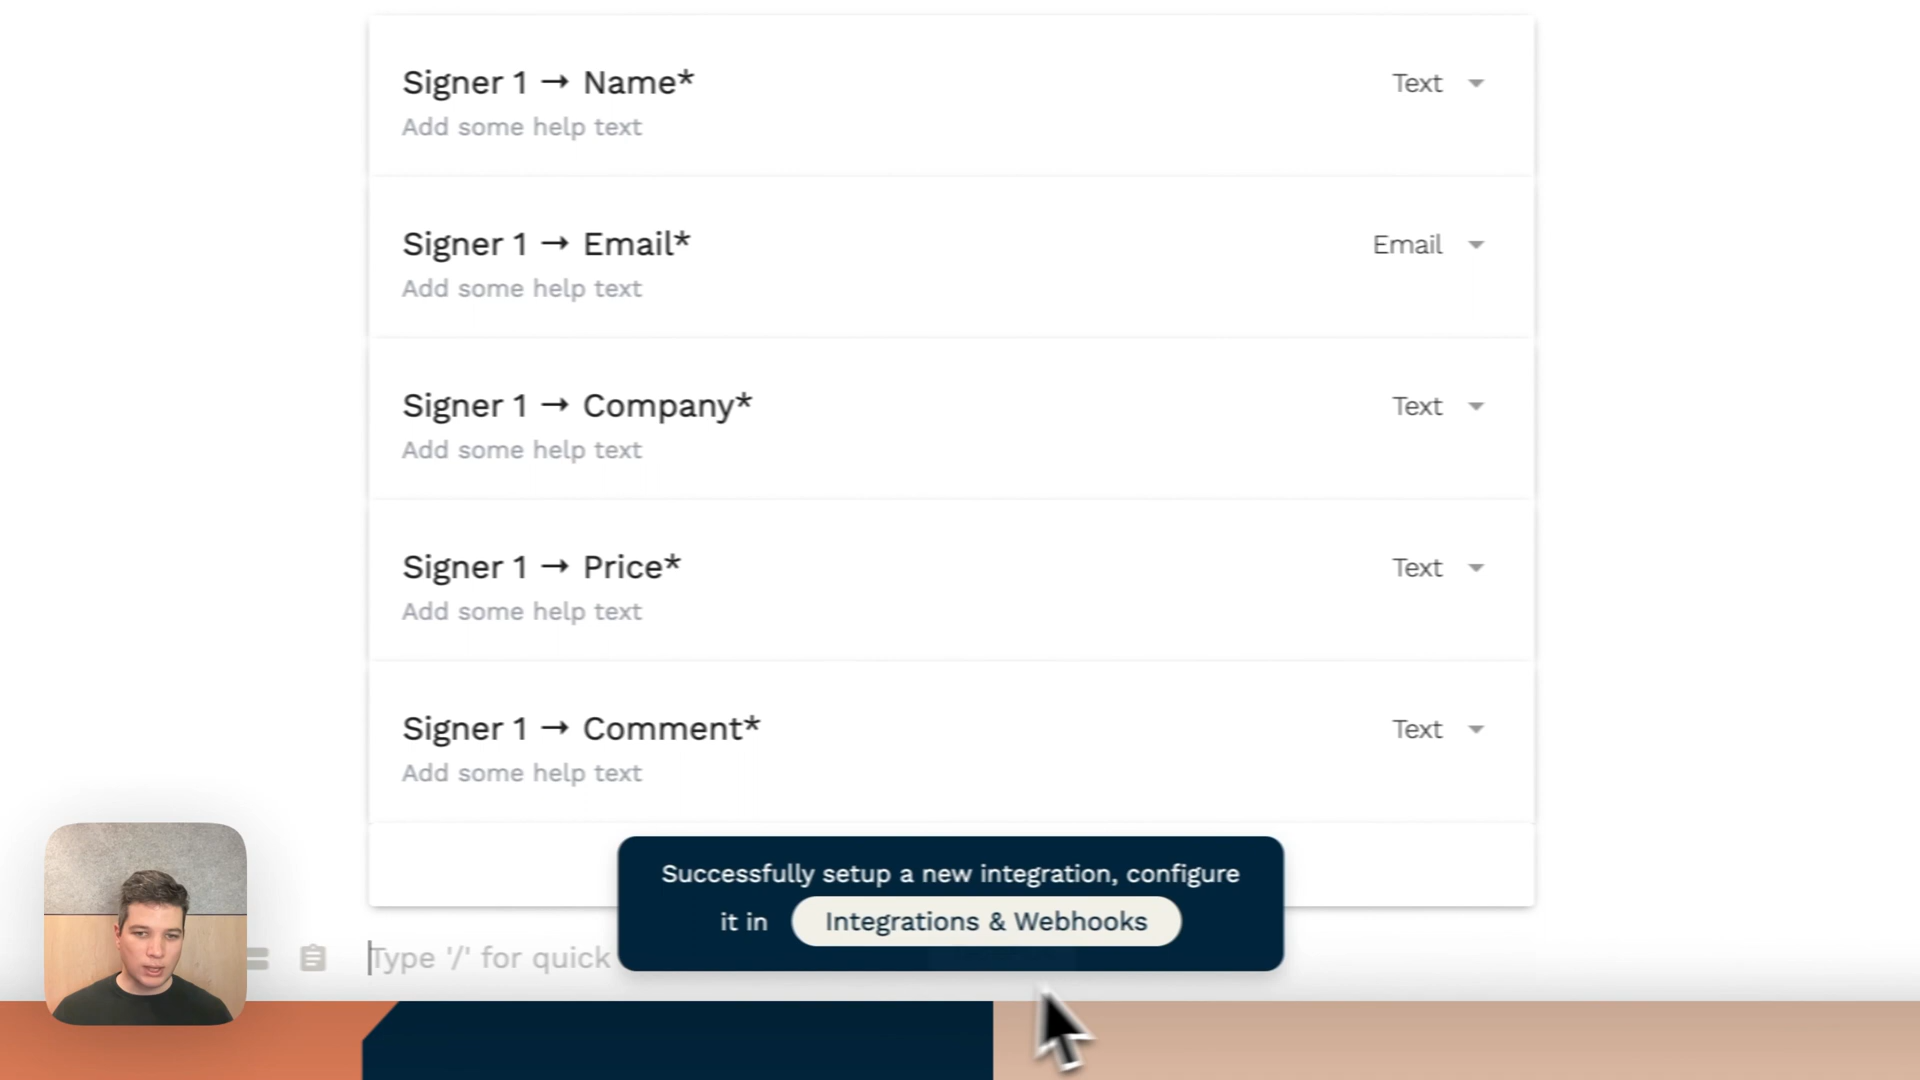 Signer 1 → Name*
Text
Add some help text
Signer 1 → Email*
Email
Add some help text
Signer 1 → Company*
Text
Add some help text
Signer 1 → Price*
Text
Add some help text
Signer 1 → Comment*
Text
Add some help text
Successfully setup a new integration, configure
it in Integrations & Webhooks
Type '/' for quick